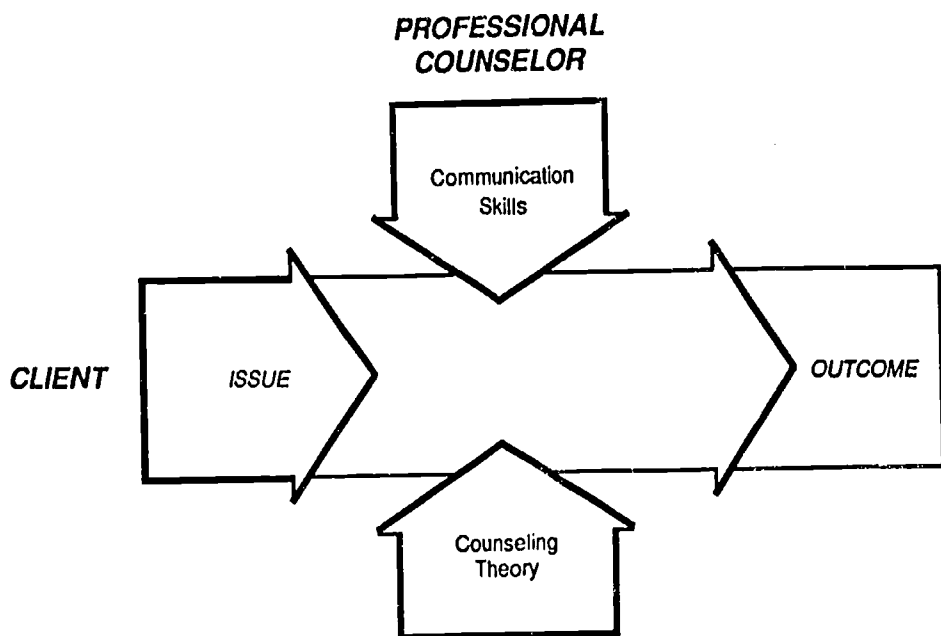 PROFESSIONAL
COUNSELOR
Communication
Skills
CLIENT
ISSUE
OUTCOME
Counseling
Theory